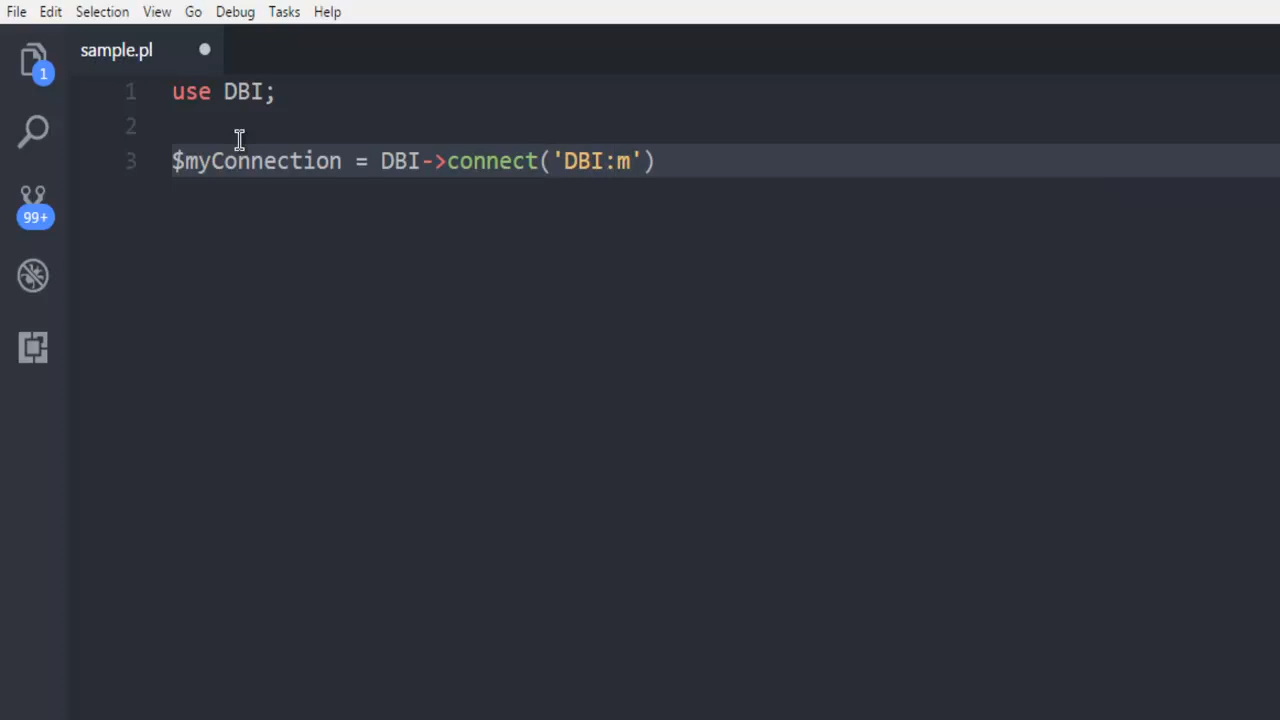 File Edit Selection View Go Debug Tasks Help
sample.pl
1 use DBI;
2
3 $myConnection = DBI->connect('DBI:m')
1
99+